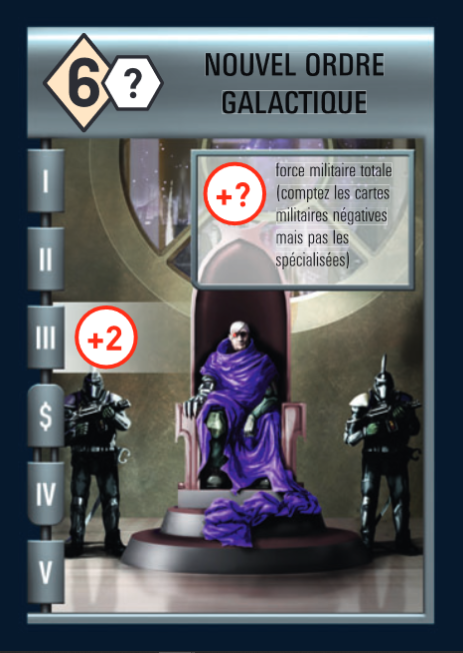 6 ?
NOUVEL ORDRE
GALACTIQUE
+?
force militaire totale
(comptez les cartes
militaires négatives
mais pas les
spécialisées)
I
II
III
+2
$
IV
V